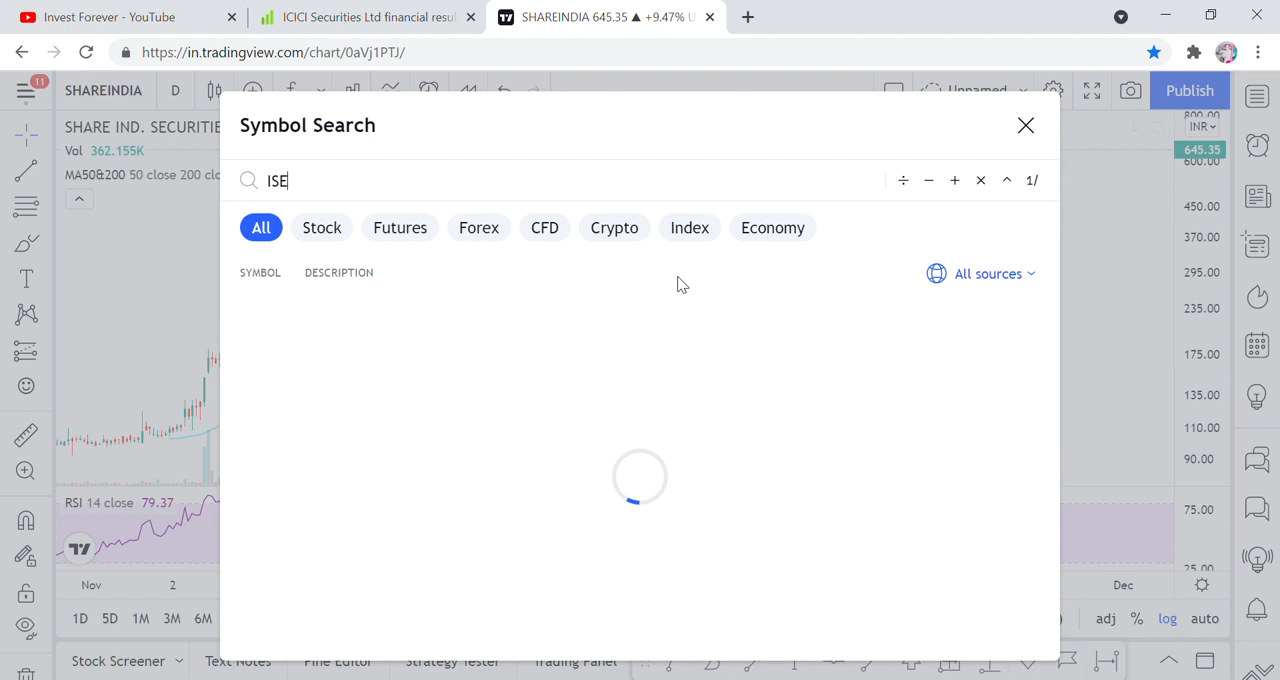 Invest Forever - YouTube
ICICI Securities Ltd financial resul
SHAREINDIA 645.35 ▲ +9.47% U
https://in.tradingview.com/chart/0aVj1PTJ/
11
SHAREINDIA
D
Unnamed
Publish
SHARE IND. SECURITIE
Vol 362.155K
MA50&200 50 close 200 clo
Symbol Search
ISE
÷ − + × ^ 1/
All
Stock
Futures
Forex
CFD
Crypto
Index
Economy
SYMBOL
DESCRIPTION
All sources
800.00
INR
645.35
600.00
450.00
370.00
295.00
235.00
175.00
135.00
110.00
90.00
RSI 14 close 79.37
75.00
25.00
Nov
2
Dec
1D 5D 1M 3M 6M
adj % log auto
Stock Screener
Text Notes
Pine Editor
Strategy Tester
Trading Panel